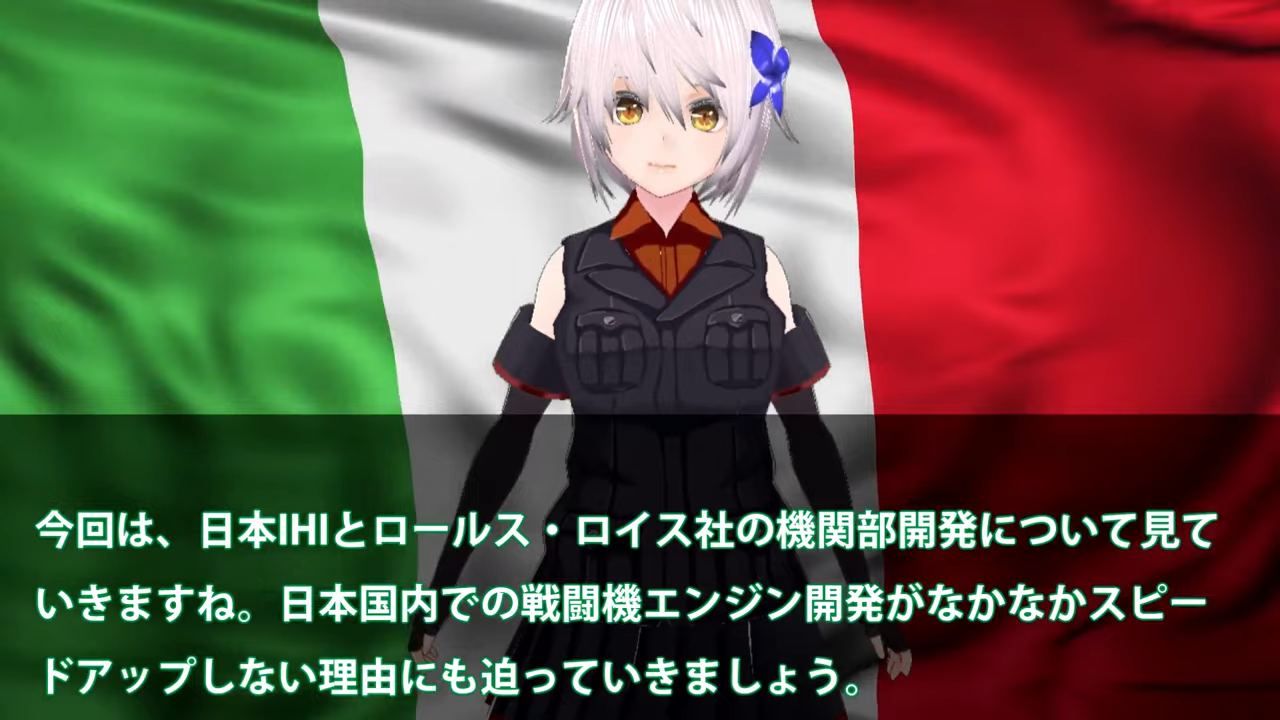 今回は、日本IHIとロールス・ロイス社の機関部開発について見て
いきますね。日本国内での戦闘機エンジン開発がなかなかスピー
ドアップしない理由にも迫っていきましょう。